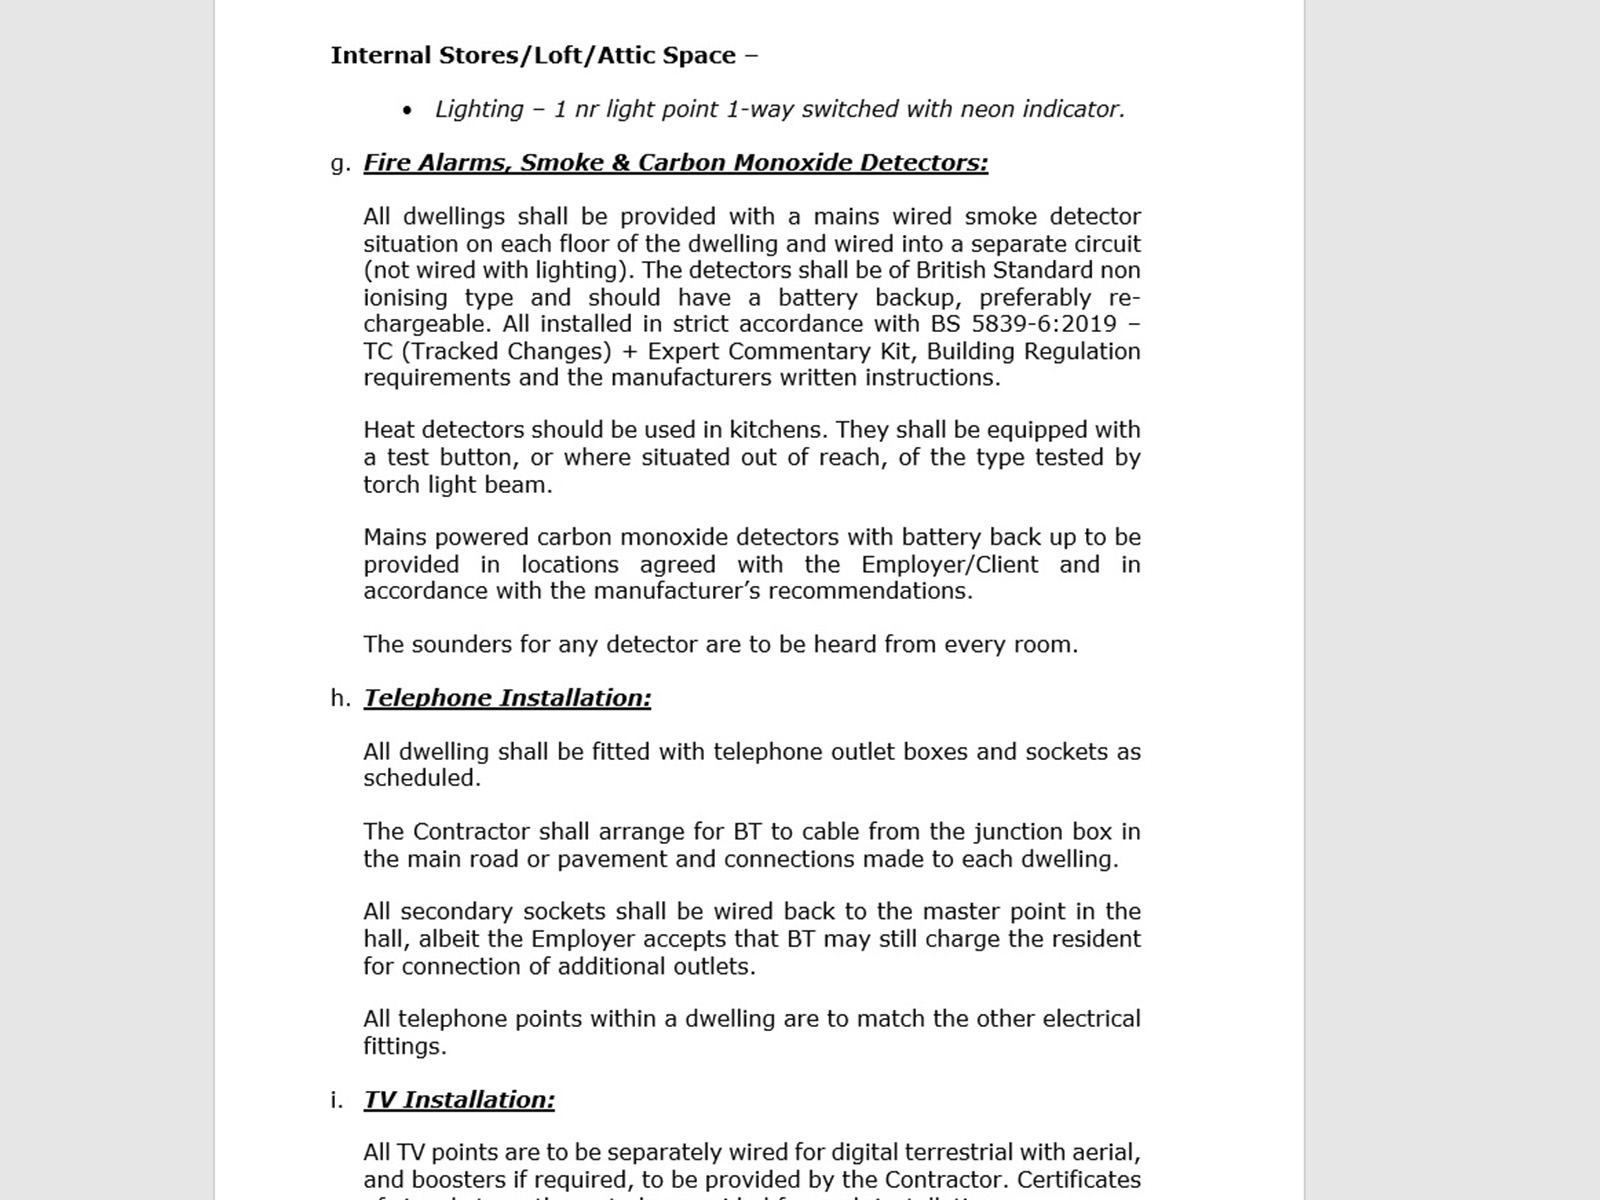 Internal Stores/Loft/Attic Space –
• Lighting – 1 nr light point 1-way switched with neon indicator.
g. Fire Alarms, Smoke & Carbon Monoxide Detectors:
All dwellings shall be provided with a mains wired smoke detector
situation on each floor of the dwelling and wired into a separate circuit
(not wired with lighting). The detectors shall be of British Standard non
ionising type and should have a battery backup, preferably re-
chargeable. All installed in strict accordance with BS 5839-6:2019 –
TC (Tracked Changes) + Expert Commentary Kit, Building Regulation
requirements and the manufacturers written instructions.
Heat detectors should be used in kitchens. They shall be equipped with
a test button, or where situated out of reach, of the type tested by
torch light beam.
Mains powered carbon monoxide detectors with battery back up to be
provided in locations agreed with the Employer/Client and in
accordance with the manufacturer’s recommendations.
The sounders for any detector are to be heard from every room.
h. Telephone Installation:
All dwelling shall be fitted with telephone outlet boxes and sockets as
scheduled.
The Contractor shall arrange for BT to cable from the junction box in
the main road or pavement and connections made to each dwelling.
All secondary sockets shall be wired back to the master point in the
hall, albeit the Employer accepts that BT may still charge the resident
for connection of additional outlets.
All telephone points within a dwelling are to match the other electrical
fittings.
i. TV Installation:
All TV points are to be separately wired for digital terrestrial with aerial,
and boosters if required, to be provided by the Contractor. Certificates